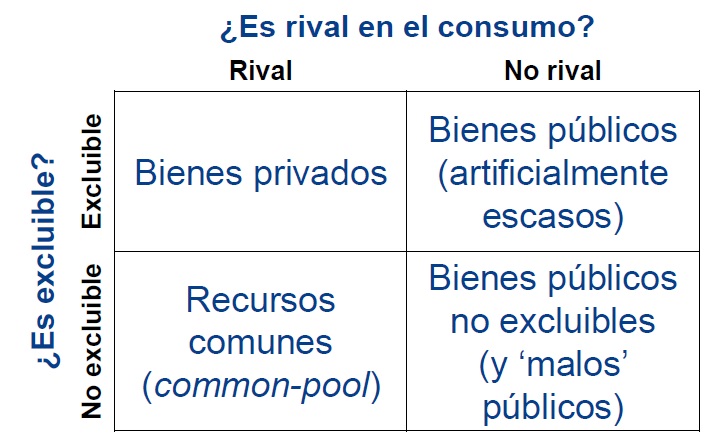 ¿Es rival en el consumo?
Rival
No rival
¿Es excluible?
Excluible
Bienes privados
Bienes públicos
(artificialmente
escasos)
No excluible
Recursos
comunes
(common-pool)
Bienes públicos
no excluibles
(y ‘malos’
públicos)